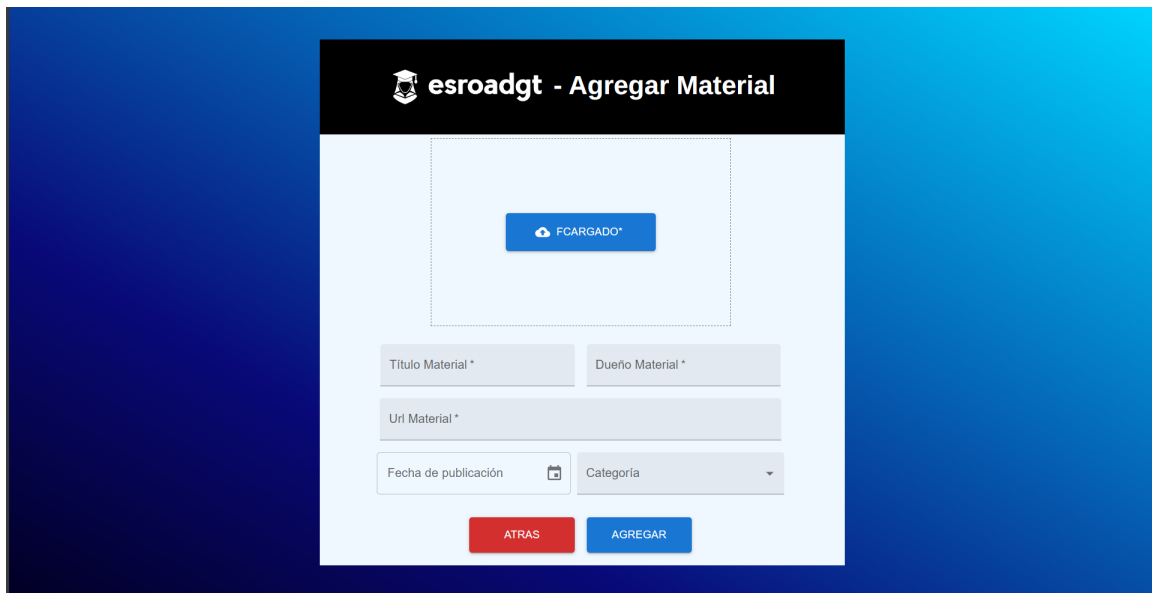 esroadgt - Agregar Material
FCARGADO*
Título Material *
Dueño Material *
Url Material *
Fecha de publicación
Categoría
ATRAS
AGREGAR